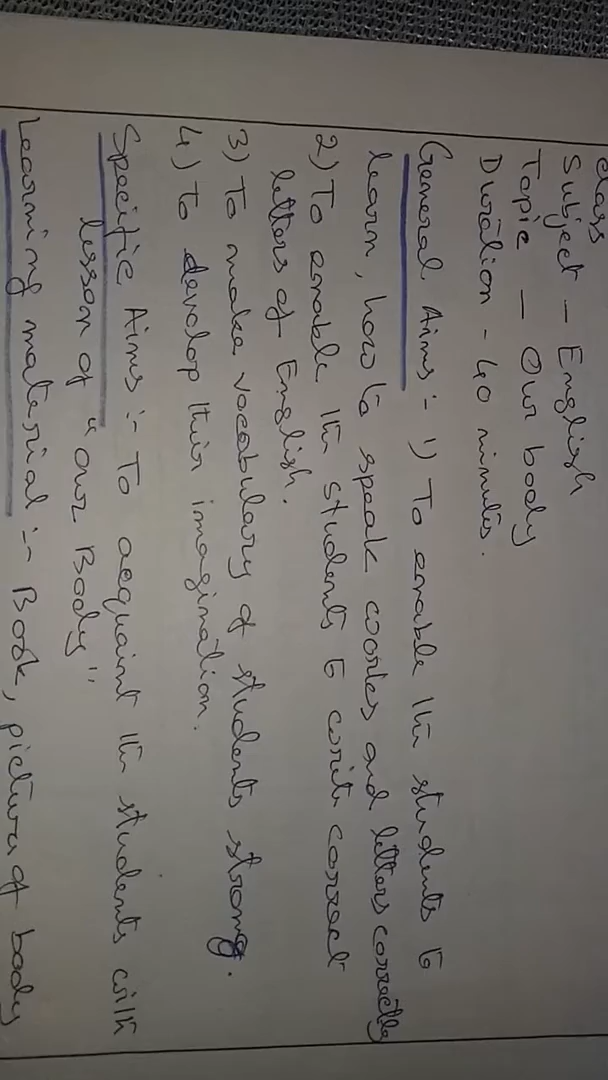 class
Subject - English
Topic - Our body
Duration - 40 minutes.
General Aims :- 1) To enable the students to
learn, how to speak wores and letters correctly
2) To enable the students to write correct
letters of English.
3) To make vocabulary of students strong.
4) To develop their imagination.
Specific Aims :- To acquaint the students with
lesson of "our Body"
Learning material :- Book, picture of body